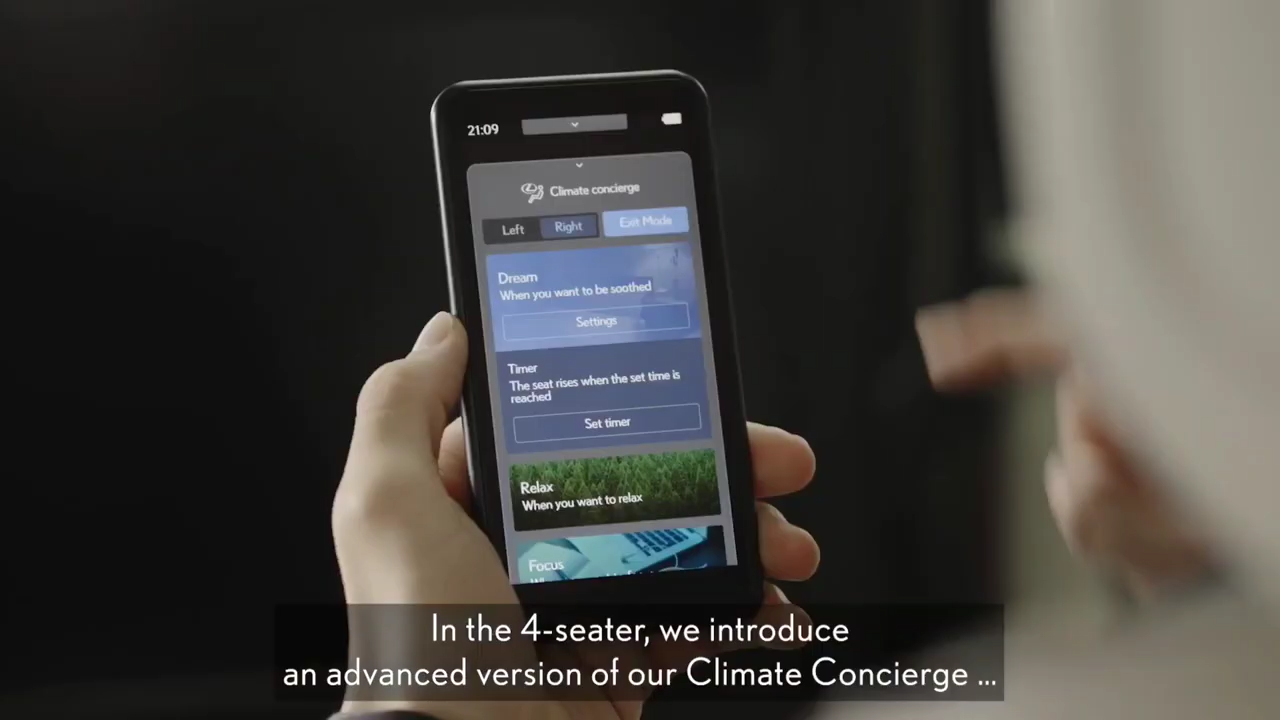 21:09
Climate concierge
Left Right Exit Mode
Dream
When you want to be soothed
Settings
Timer
The seat rises when the set time is
reached
Set timer
Relax
When you want to relax
Focus
In the 4-seater, we introduce
an advanced version of our Climate Concierge ...